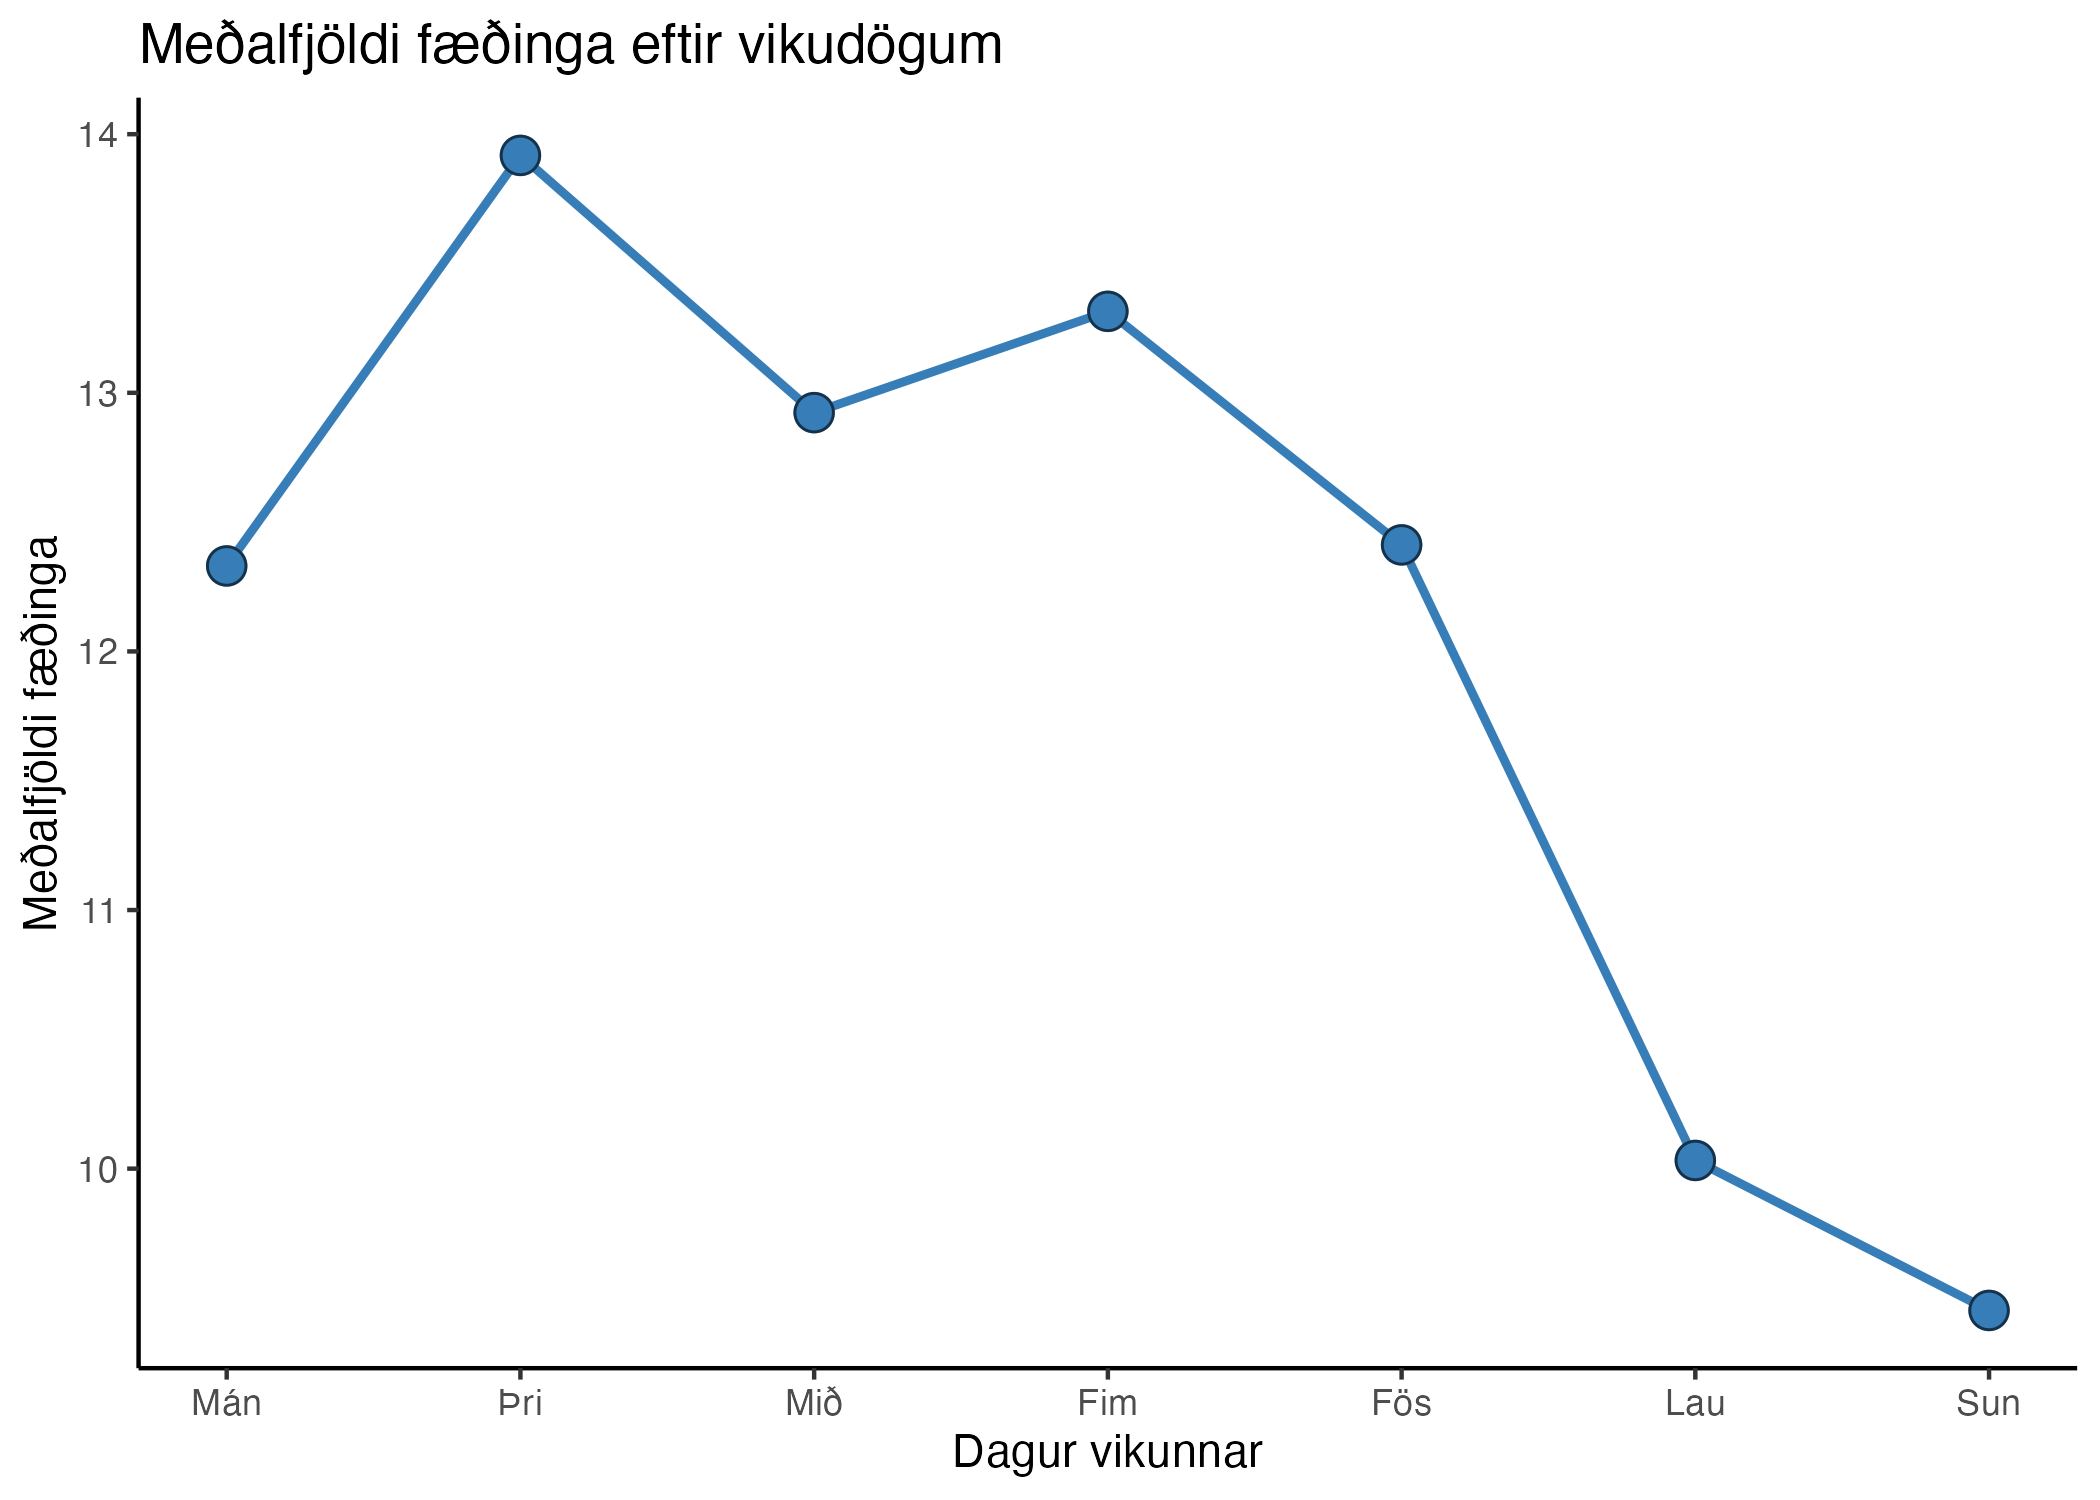 Meðalfjöldi fæðinga eftir vikudögum
Meðalfjöldi fæðinga
14
13
12
11
10
Mán Þri Mið Fim Fös Lau Sun
Dagur vikunnar